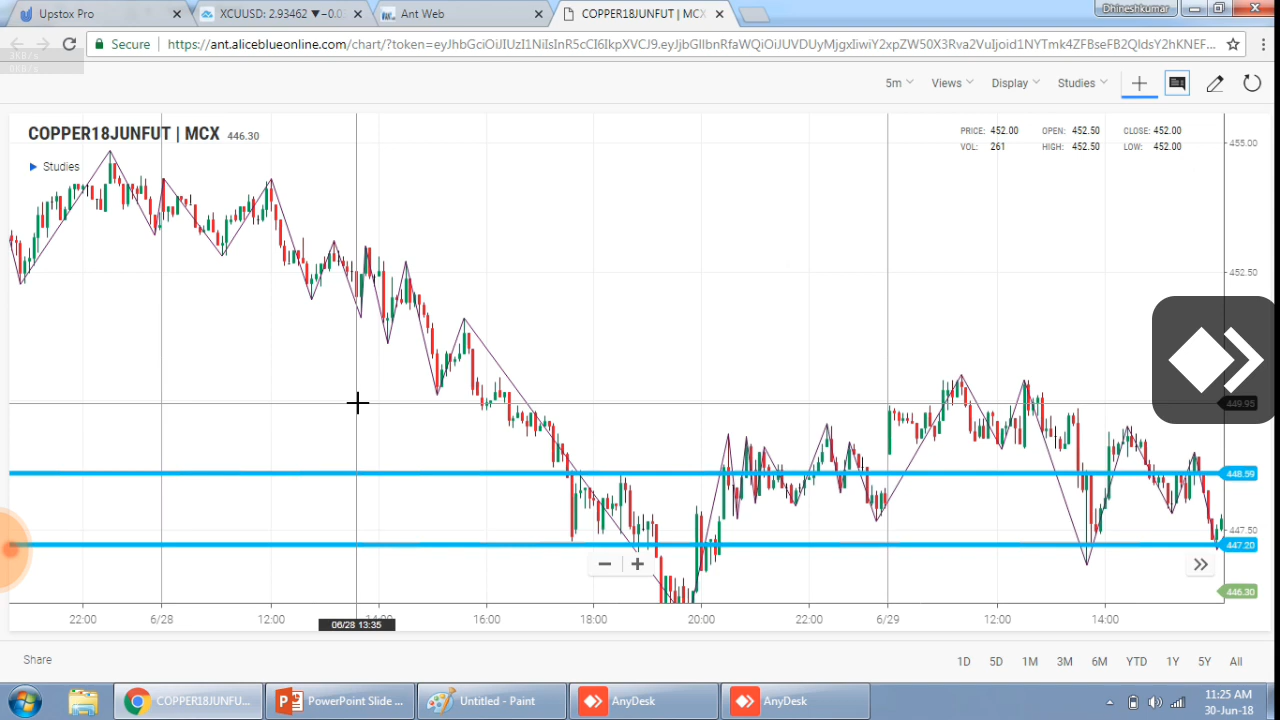 Upstox Pro
XCUUSD: 2.93462 ▼−0.0
Ant Web
COPPER18JUNFUT | MCX
Dhineshkumar
Secure
5m
Views
Display
Studies
COPPER18JUNFUT | MCX 446.30
PRICE: 452.00 OPEN: 452.50 CLOSE: 452.00
VOL: 261 HIGH: 452.50 LOW: 452.00
Studies
455.00
452.50
449.95
448.59
447.50
447.20
446.30
22:00
6/28
12:00
06/28 13:35
16:00
18:00
20:00
22:00
6/29
12:00
14:00
Share
1D 5D 1M 3M 6M YTD 1Y 5Y All
COPPER18JUNFU...
PowerPoint Slide ...
Untitled - Paint
AnyDesk
AnyDesk
11:25 AM
30-Jun-18